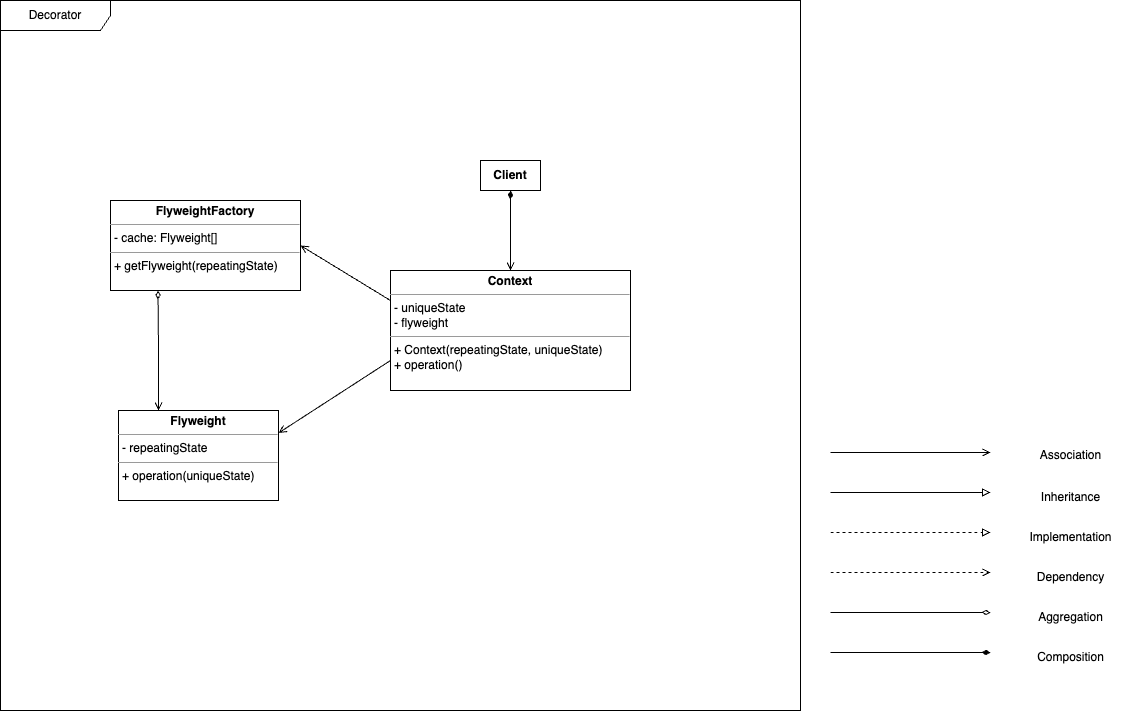 Decorator
Client
FlyweightFactory
- cache: Flyweight[]
+ getFlyweight(repeatingState)
Context
- uniqueState
- flyweight
+ Context(repeatingState, uniqueState)
+ operation()
Flyweight
- repeatingState
+ operation(uniqueState)
Association
Inheritance
Implementation
Dependency
Aggregation
Composition